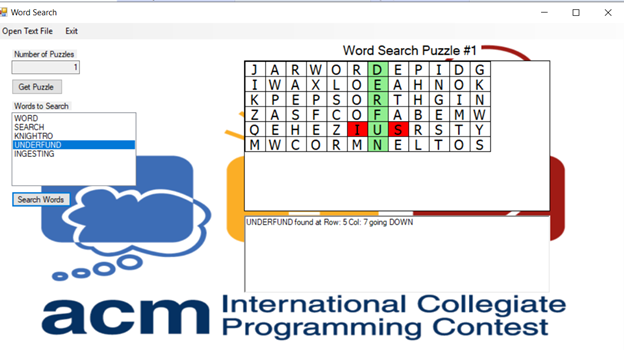 Word Search
Open Text File Exit
Number of Puzzles
1
Get Puzzle
Words to Search
WORD
SEARCH
KNIGHTRO
UNDERFUND
INGESTING
Search Words
Word Search Puzzle #1
J A R W O R D E P I D G
I W A X L O E A H N O K
K P E P S O R T H G I N
Z A S F C O F A B E M W
Q E H E Z I U S R S T Y
M W C O R M N E L T O S
UNDERFUND found at Row: 5 Col: 7 going DOWN
acm International Collegiate
Programming Contest